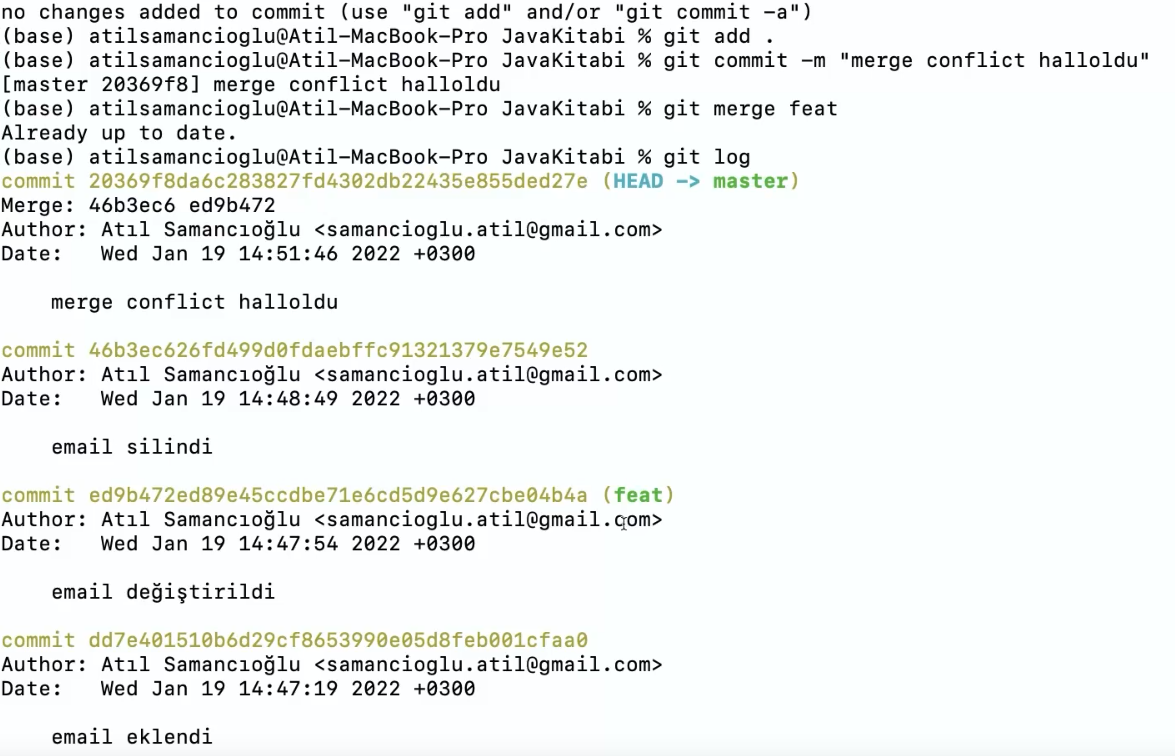 no changes added to commit (use "git add" and/or "git commit -a")
(base) atilsamancioglu@Atil-MacBook-Pro JavaKitabi % git add .
(base) atilsamancioglu@Atil-MacBook-Pro JavaKitabi % git commit -m "merge conflict halloldu"
[master 20369f8] merge conflict halloldu
(base) atilsamancioglu@Atil-MacBook-Pro JavaKitabi % git merge feat
Already up to date.
(base) atilsamancioglu@Atil-MacBook-Pro JavaKitabi % git log
commit 20369f8da6c283827fd4302db22435e855ded27e (HEAD -> master)
Merge: 46b3ec6 ed9b472
Author: Atıl Samancıoğlu <samancioglu.atil@gmail.com>
Date:   Wed Jan 19 14:51:46 2022 +0300
    merge conflict halloldu
commit 46b3ec626fd499d0fdaebffc91321379e7549e52
Author: Atıl Samancıoğlu <samancioglu.atil@gmail.com>
Date:   Wed Jan 19 14:48:49 2022 +0300
    email silindi
commit ed9b472ed89e45ccdbe71e6cd5d9e627cbe04b4a (feat)
Author: Atıl Samancıoğlu <samancioglu.atil@gmail.com>
Date:   Wed Jan 19 14:47:54 2022 +0300
    email değiştirildi
commit dd7e401510b6d29cf8653990e05d8feb001cfaa0
Author: Atıl Samancıoğlu <samancioglu.atil@gmail.com>
Date:   Wed Jan 19 14:47:19 2022 +0300
    email eklendi